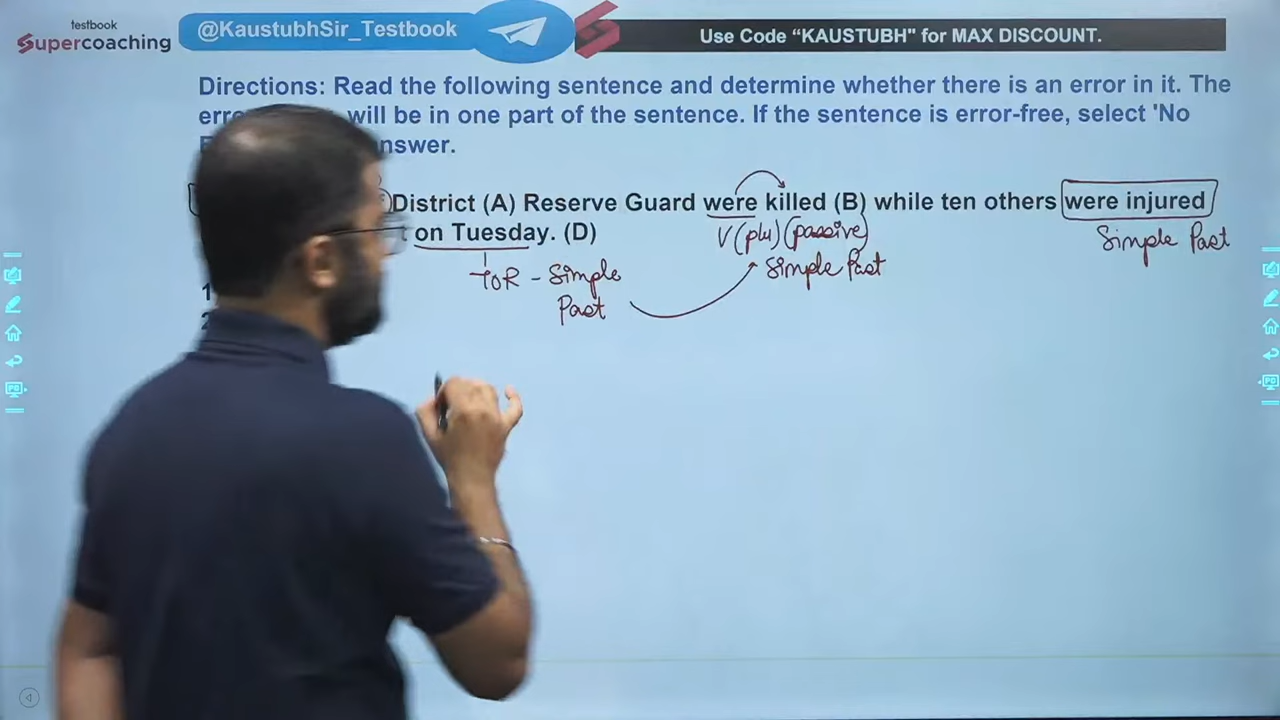 testbook
Supercoaching
@KaustubhSir_Testbook
Use Code “KAUSTUBH" for MAX DISCOUNT.
Directions: Read the following sentence and determine whether there is an error in it. The
will be in one part of the sentence. If the sentence is error-free, select 'No
District (A) Reserve Guard were killed (B) while ten others were injured
on Tuesday. (D)
V (plu) (passive)
Simple Past
TOR - Simple
Past
Simple Past